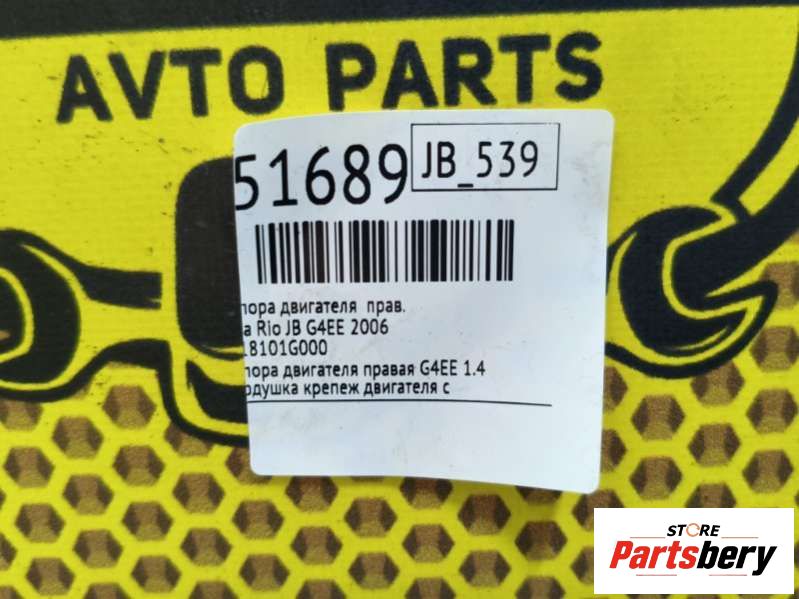 AVTO PARTS
51689
JB_539
пора двигателя прав.
a Rio JB G4EE 2006
18101G000
пора двигателя правая G4EE 1.4
одушка крепеж двигателя с
STORE
Partsbery